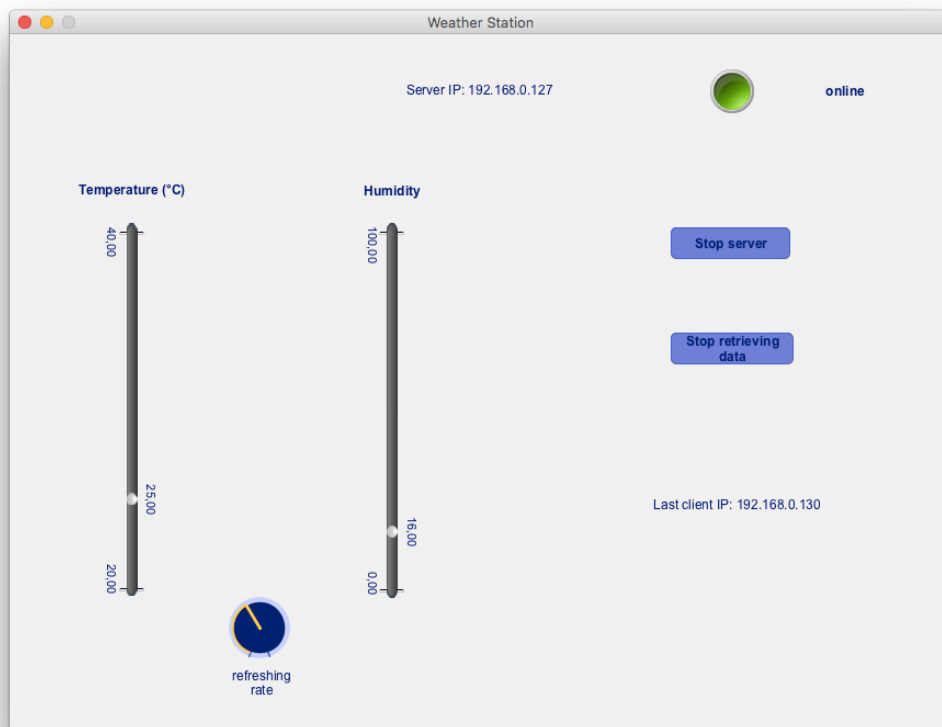 Weather Station
Server IP: 192.168.0.127
online
Temperature (°C)
Humidity
40,00
100,00
Stop server
Stop retrieving
data
25,00
16,00
Last client IP: 192.168.0.130
20,00
0,00
refreshing
rate